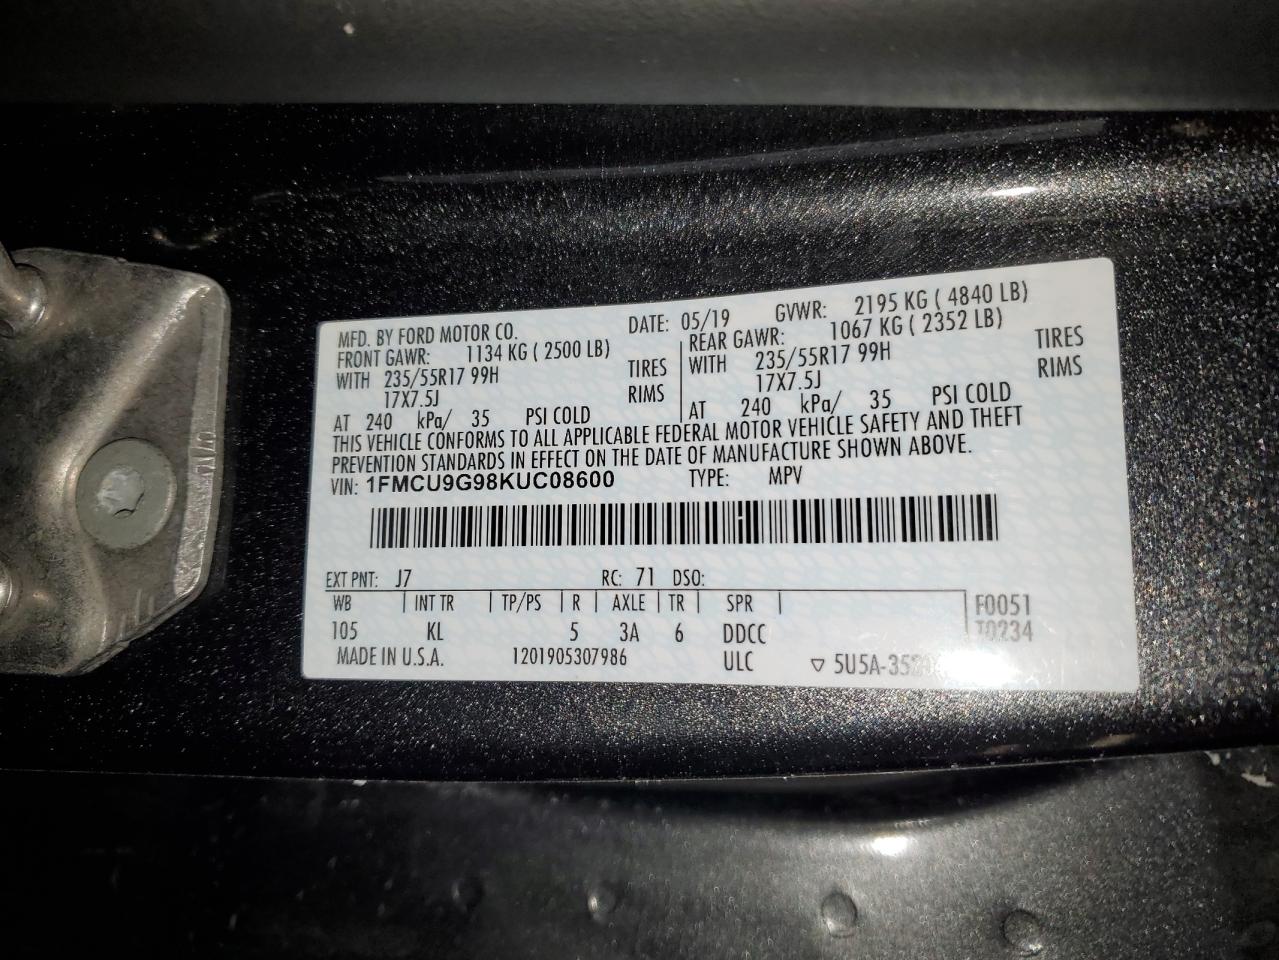 MFD. BY FORD MOTOR CO. DATE: 05/19 GVWR: 2195 KG ( 4840 LB)
FRONT GAWR: 1134 KG ( 2500 LB) REAR GAWR: 1067 KG ( 2352 LB)
WITH 235/55R17 99H TIRES WITH 235/55R17 99H TIRES
17X7.5J RIMS 17X7.5J RIMS
AT 240 kPa/ 35 PSI COLD AT 240 kPa/ 35 PSI COLD
THIS VEHICLE CONFORMS TO ALL APPLICABLE FEDERAL MOTOR VEHICLE SAFETY AND THEFT
PREVENTION STANDARDS IN EFFECT ON THE DATE OF MANUFACTURE SHOWN ABOVE.
VIN: 1FMCU9G98KUC08600 TYPE: MPV
EXT PNT: J7 RC: 71 DSO:
WB INT TR TP/PS R AXLE TR SPR F0051
105 KL 5 3A 6 DDCC T0234
MADE IN U.S.A. 1201905307986 ULC